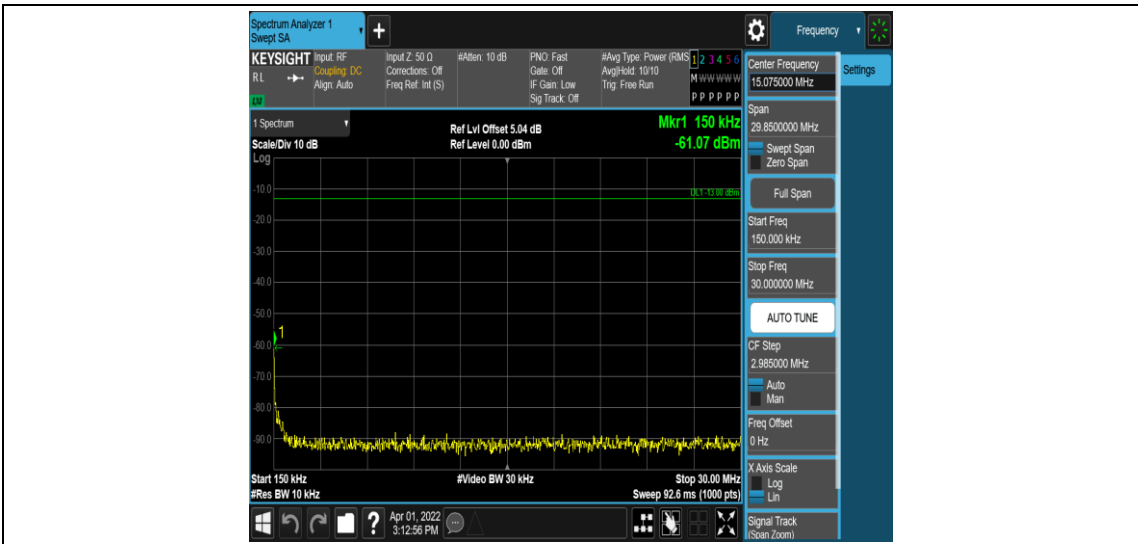 Spectrum Analyzer 1
Swept SA
+
Frequency
KEYSIGHT
RL
LXI
Input: RF
Coupling: DC
Align: Auto
Input Z: 50 Ω
Corrections: Off
Freq Ref: Int (S)
#Atten: 10 dB
PNO: Fast
Gate: Off
IF Gain: Low
Sig Track: Off
#Avg Type: Power (RMS
Avg|Hold: 10/10
Trig: Free Run
1 2 3 4 5 6
M W W W W W
P P P P P P
Center Frequency
15.075000 MHz
Settings
Span
29.8500000 MHz
Swept Span
Zero Span
Full Span
Start Freq
150.000 kHz
Stop Freq
30.000000 MHz
AUTO TUNE
CF Step
2.985000 MHz
Auto
Man
Freq Offset
0 Hz
X Axis Scale
Log
Lin
Signal Track
(Span Zoom)
1 Spectrum
Scale/Div 10 dB
Ref Lvl Offset 5.04 dB
Ref Level 0.00 dBm
Mkr1 150 kHz
-61.07 dBm
Log
DL1 -13.00 dBm
-10.0
-20.0
-30.0
-40.0
-50.0
1
-60.0
-70.0
-80.0
-90.0
Start 150 kHz
#Video BW 30 kHz
Stop 30.00 MHz
#Res BW 10 kHz
Sweep 92.6 ms (1000 pts)
?
Apr 01, 2022
3:12:56 PM